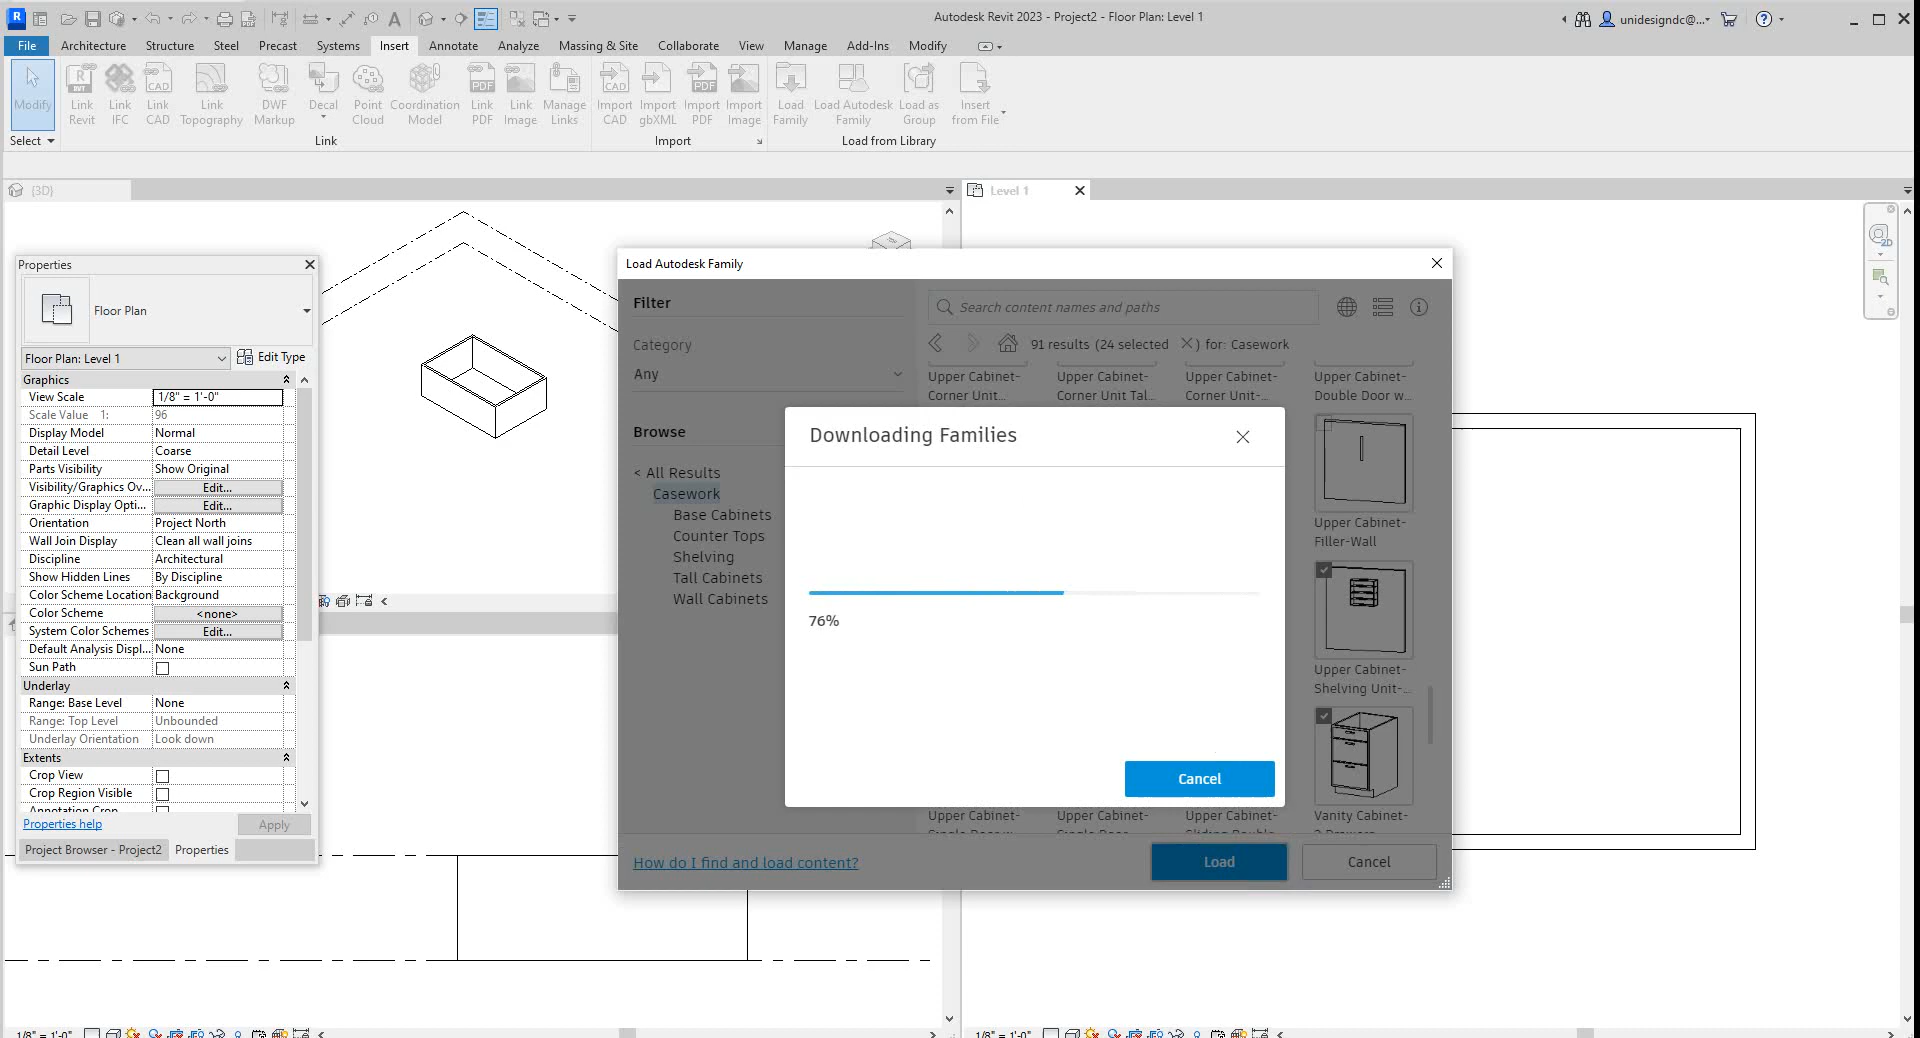 Autodesk Revit 2023 - Project2 - Floor Plan: Level 1
unidesigndc@...
File Architecture Structure Steel Precast Systems Insert Annotate Analyze Massing & Site Collaborate View Manage Add-Ins Modify
Modify
Link Revit
Link IFC
Link CAD
Link Topography
DWF Markup
Decal
Point Cloud
Coordination Model
Link PDF
Link Image
Manage Links
Import CAD
Import gbXML
Import PDF
Import Image
Load Family
Load Autodesk Family
Load as Group
Insert from File
Select
Link
Import
Load from Library
{3D}
Level 1
Properties
Floor Plan
Floor Plan: Level 1
Edit Type
Graphics
View Scale 1/8" = 1'-0"
Scale Value 1: 96
Display Model Normal
Detail Level Coarse
Parts Visibility Show Original
Visibility/Graphics Ov... Edit...
Graphic Display Opti... Edit...
Orientation Project North
Wall Join Display Clean all wall joins
Discipline Architectural
Show Hidden Lines By Discipline
Color Scheme Location Background
Color Scheme <none>
System Color Schemes Edit...
Default Analysis Displ... None
Sun Path
Underlay
Range: Base Level None
Range: Top Level Unbounded
Underlay Orientation Look down
Extents
Crop View
Crop Region Visible
Annotation Crop
Properties help
Apply
Project Browser - Project2
Properties
Load Autodesk Family
Filter
Category
Any
Browse
< All Results
Casework
Base Cabinets
Counter Tops
Shelving
Tall Cabinets
Wall Cabinets
Search content names and paths
91 results (24 selected ×) for: Casework
Upper Cabinet-
Corner Unit...
Upper Cabinet-
Corner Unit Tal...
Upper Cabinet-
Corner Unit-...
Upper Cabinet-
Double Door w...
Upper Cabinet-
Filler-Wall
Upper Cabinet-
Shelving Unit-...
Vanity Cabinet-
2 Drawers
Downloading Families
76%
Cancel
Upper Cabinet-
Single Door w...
Upper Cabinet-
Single Door
Upper Cabinet-
Sliding Double
How do I find and load content?
Load
Cancel
1/8" = 1'-0"
1/8" = 1'-0"